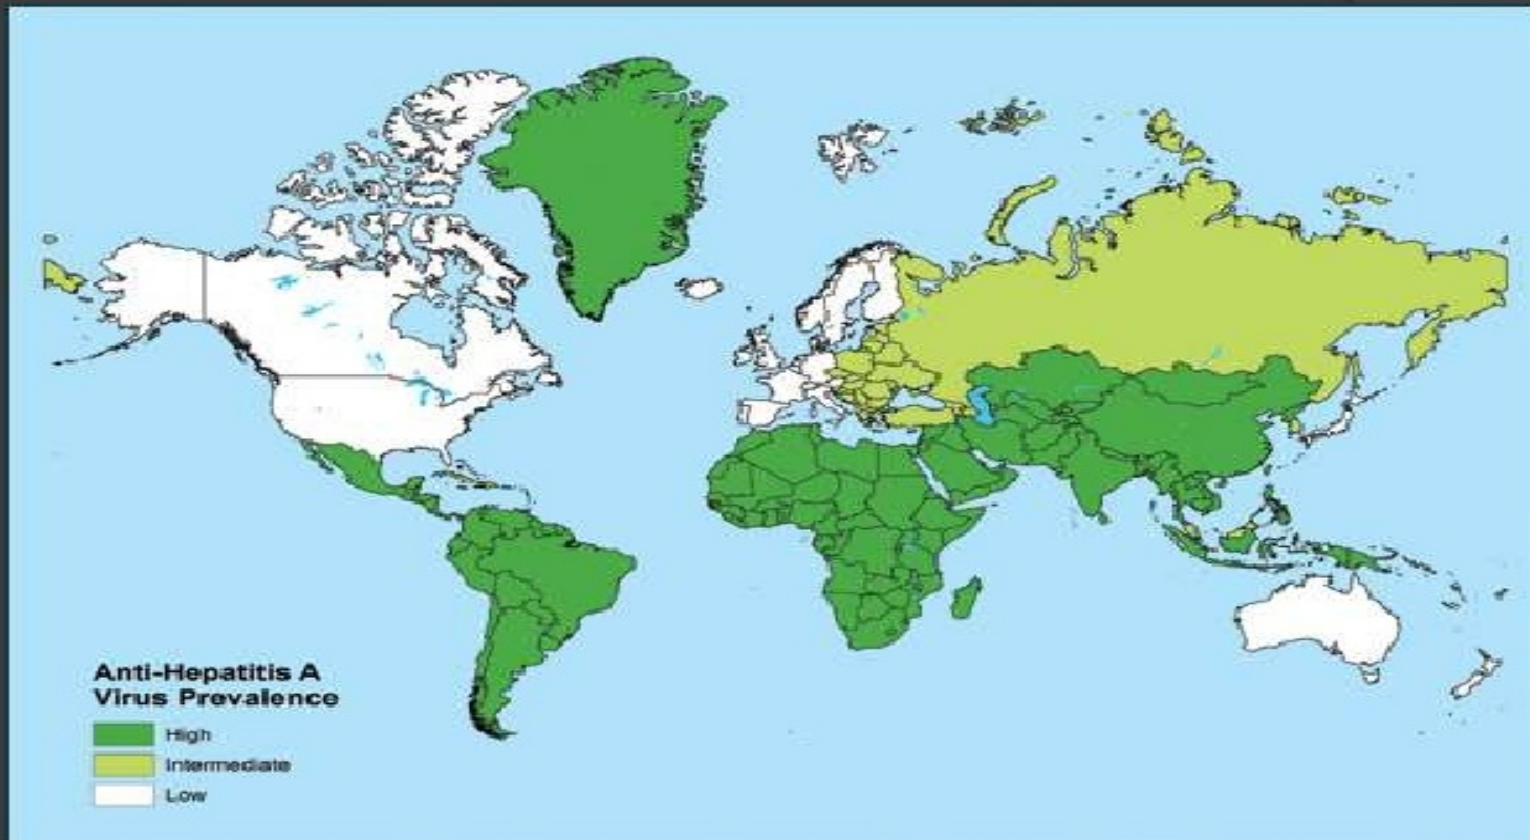 Anti-Hepatitis A
Virus Prevalence
High
Intermediate
Low